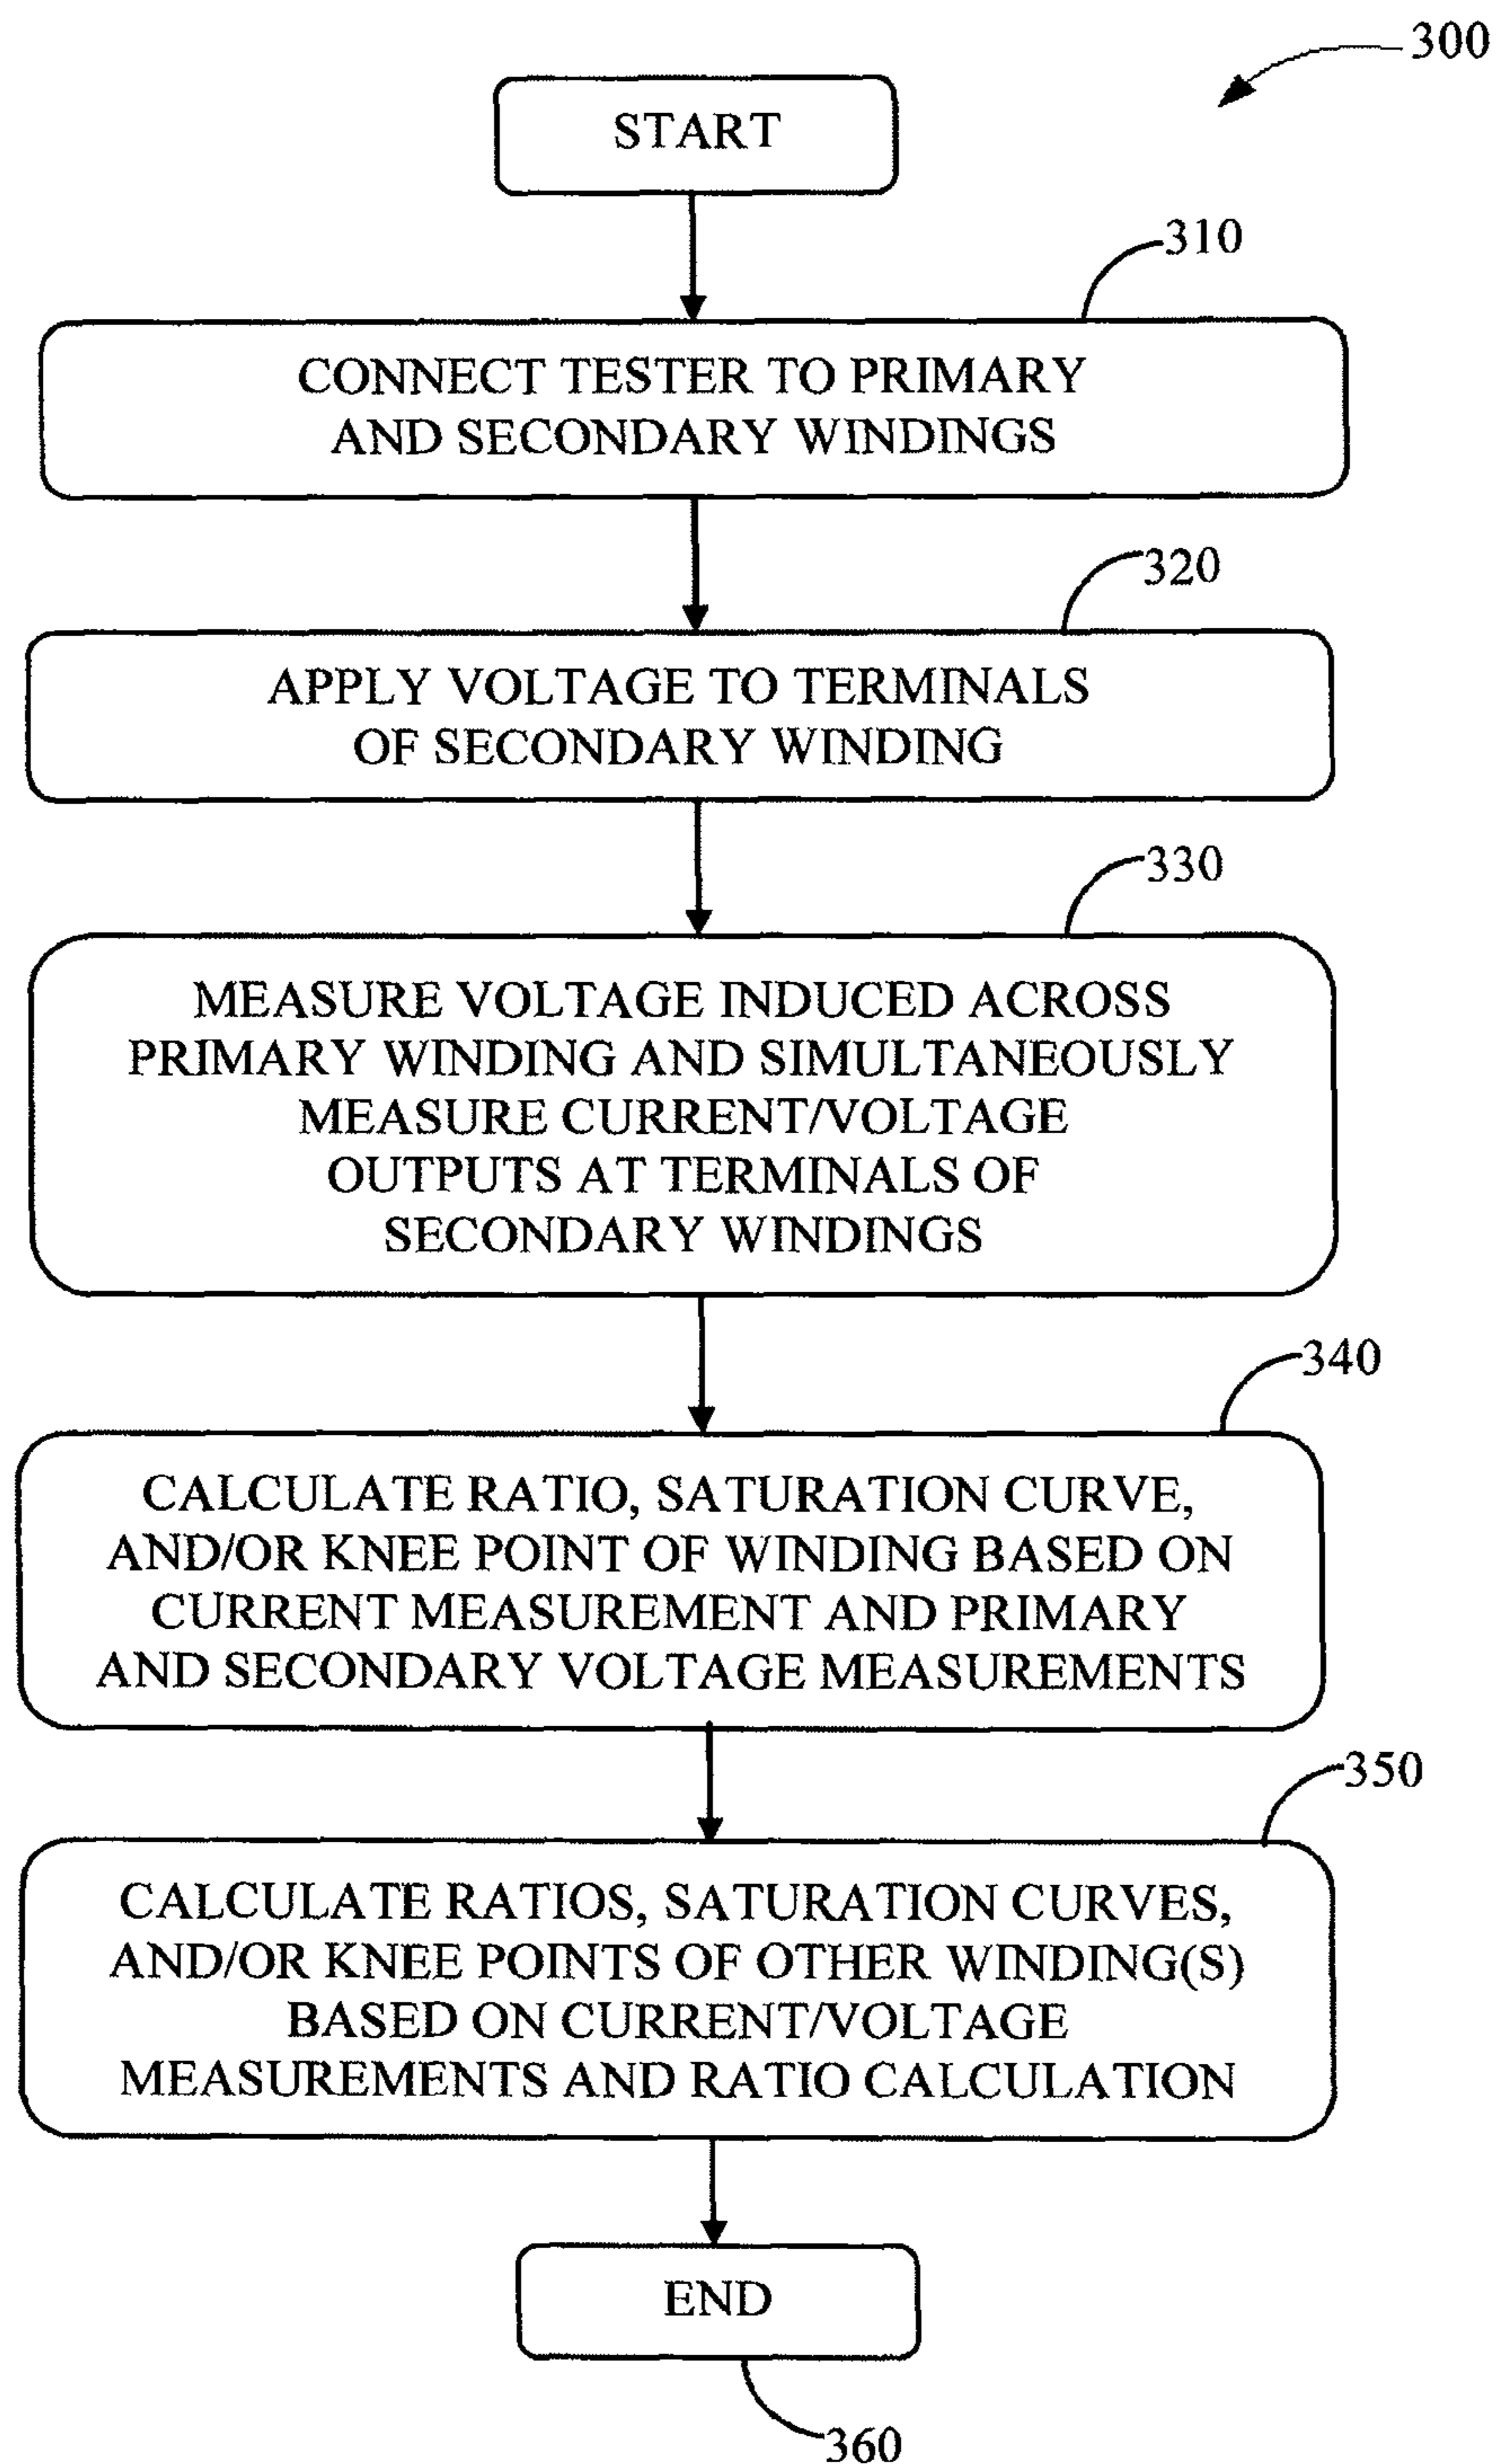 300
START
310
CONNECT TESTER TO PRIMARY
AND SECONDARY WINDINGS
320
APPLY VOLTAGE TO TERMINALS
OF SECONDARY WINDING
330
MEASURE VOLTAGE INDUCED ACROSS
PRIMARY WINDING AND SIMULTANEOUSLY
MEASURE CURRENT/VOLTAGE
OUTPUTS AT TERMINALS OF
SECONDARY WINDINGS
340
CALCULATE RATIO, SATURATION CURVE,
AND/OR KNEE POINT OF WINDING BASED ON
CURRENT MEASUREMENT AND PRIMARY
AND SECONDARY VOLTAGE MEASUREMENTS
350
CALCULATE RATIOS, SATURATION CURVES,
AND/OR KNEE POINTS OF OTHER WINDING(S)
BASED ON CURRENT/VOLTAGE
MEASUREMENTS AND RATIO CALCULATION
END
360